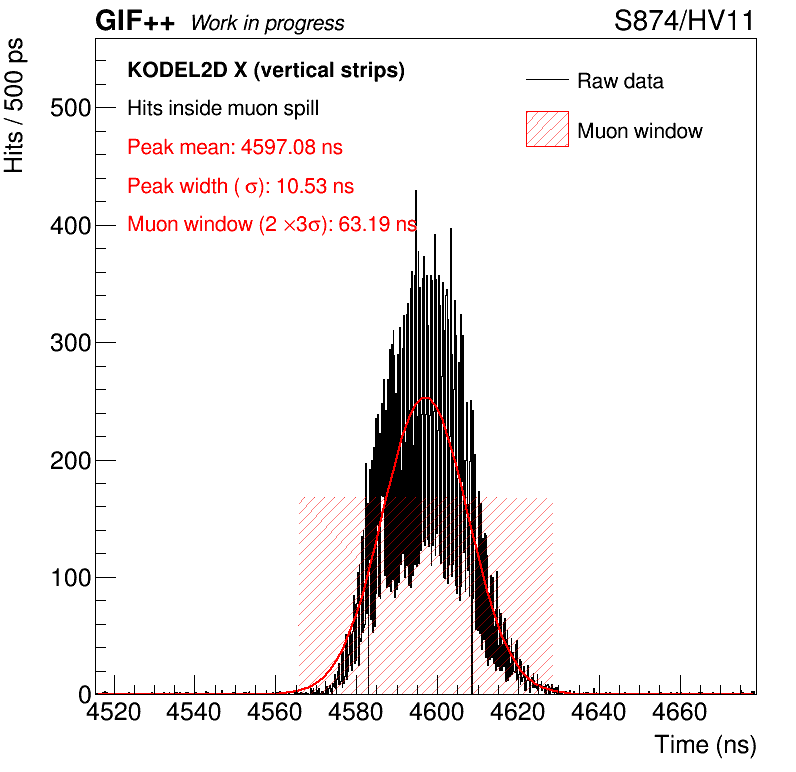 GIF++ Work in progress S874/HV11
Hits / 500 ps
KODEL2D X (vertical strips)
Hits inside muon spill
Peak mean: 4597.08 ns
Peak width ( σ): 10.53 ns
Muon window (2 ×3σ): 63.19 ns
Raw data
Muon window
500
400
300
200
100
0
4520 4540 4560 4580 4600 4620 4640 4660
Time (ns)